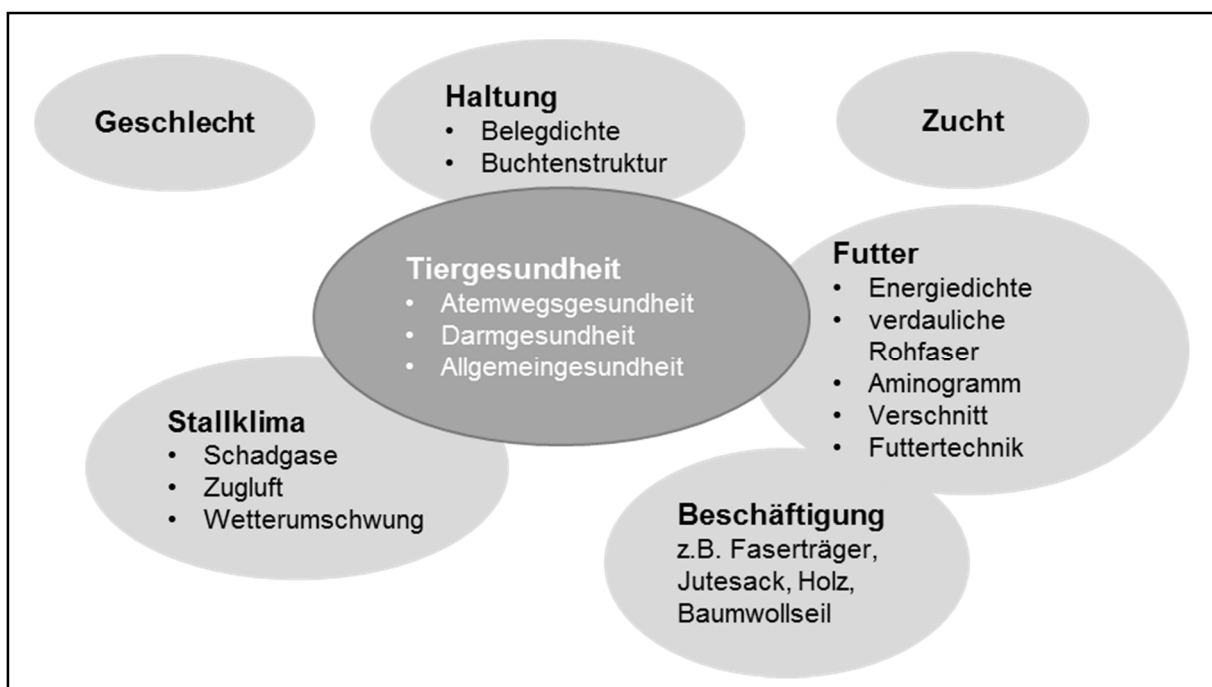 Geschlecht
Haltung
• Belegdichte
• Buchtenstruktur
Zucht
Tiergesundheit
• Atemwegsgesundheit
• Darmgesundheit
• Allgemeingesundheit
Futter
• Energiedichte
• verdauliche
Rohfaser
• Aminogramm
• Verschnitt
• Futtertechnik
Stallklima
• Schadgase
• Zugluft
• Wetterumschwung
Beschäftigung
z.B. Faserträger,
Jutesack, Holz,
Baumwollseil